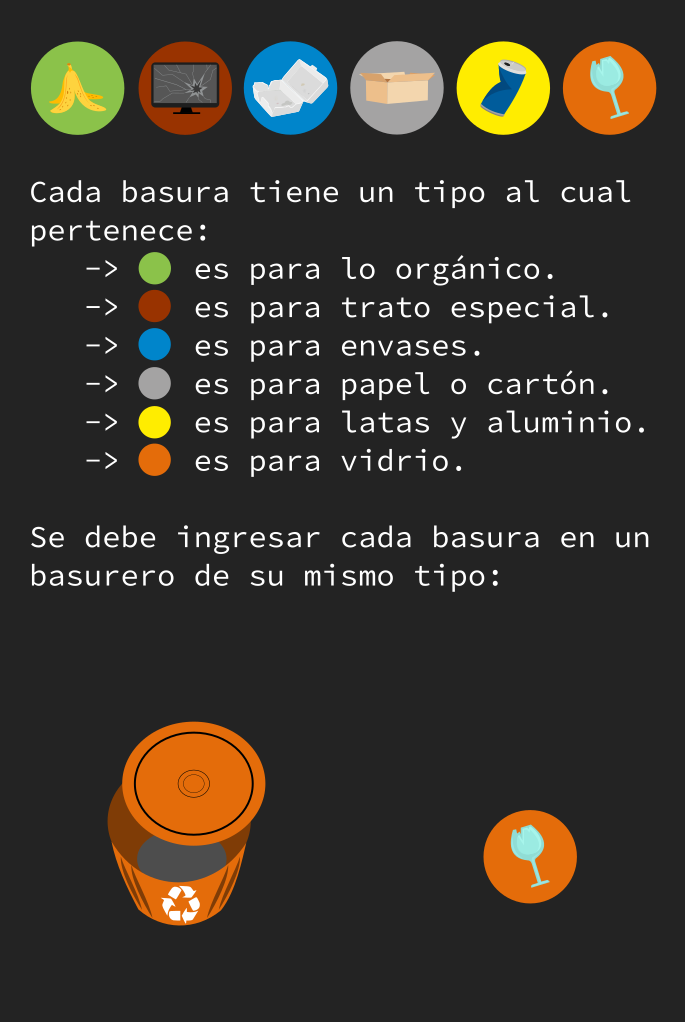 Cada basura tiene un tipo al cual
pertenece:
-> es para lo orgánico.
-> es para trato especial.
-> es para envases.
-> es para papel o cartón.
-> es para latas y aluminio.
-> es para vidrio.
Se debe ingresar cada basura en un
basurero de su mismo tipo: